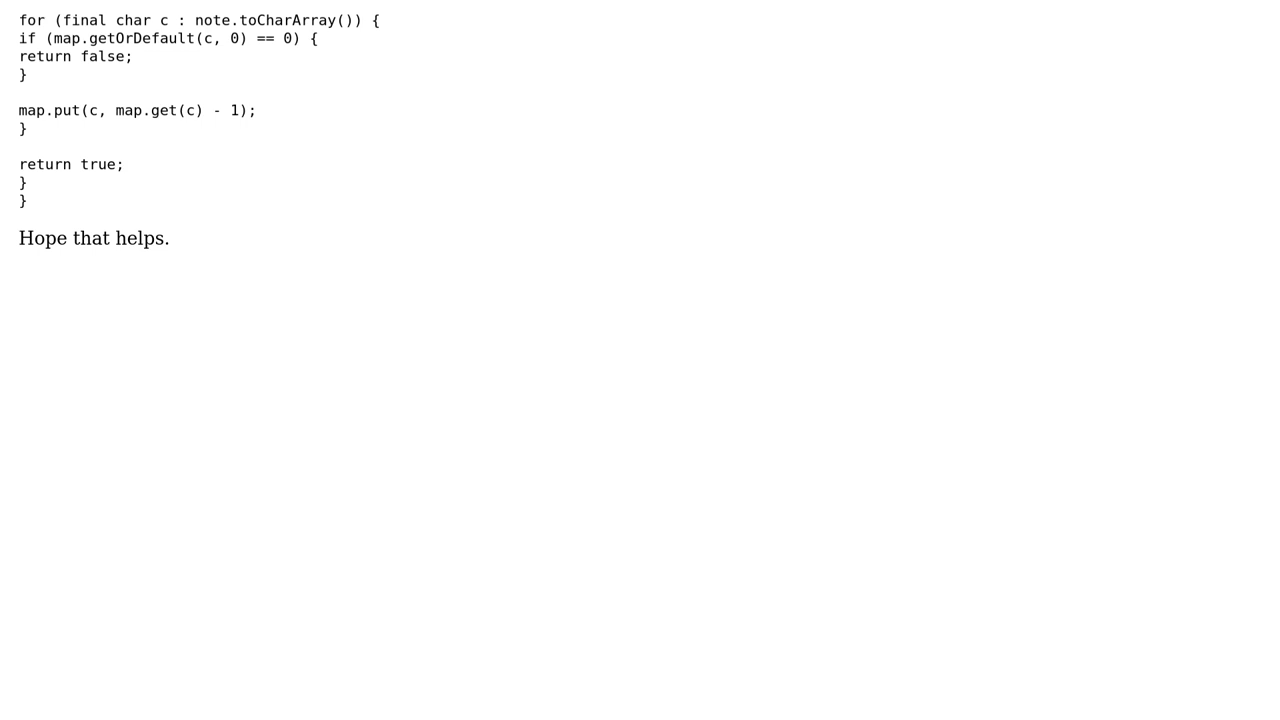 for (final char c : note.toCharArray()) {
if (map.getOrDefault(c, 0) == 0) {
return false;
}
map.put(c, map.get(c) - 1);
}
return true;
}
}
Hope that helps.